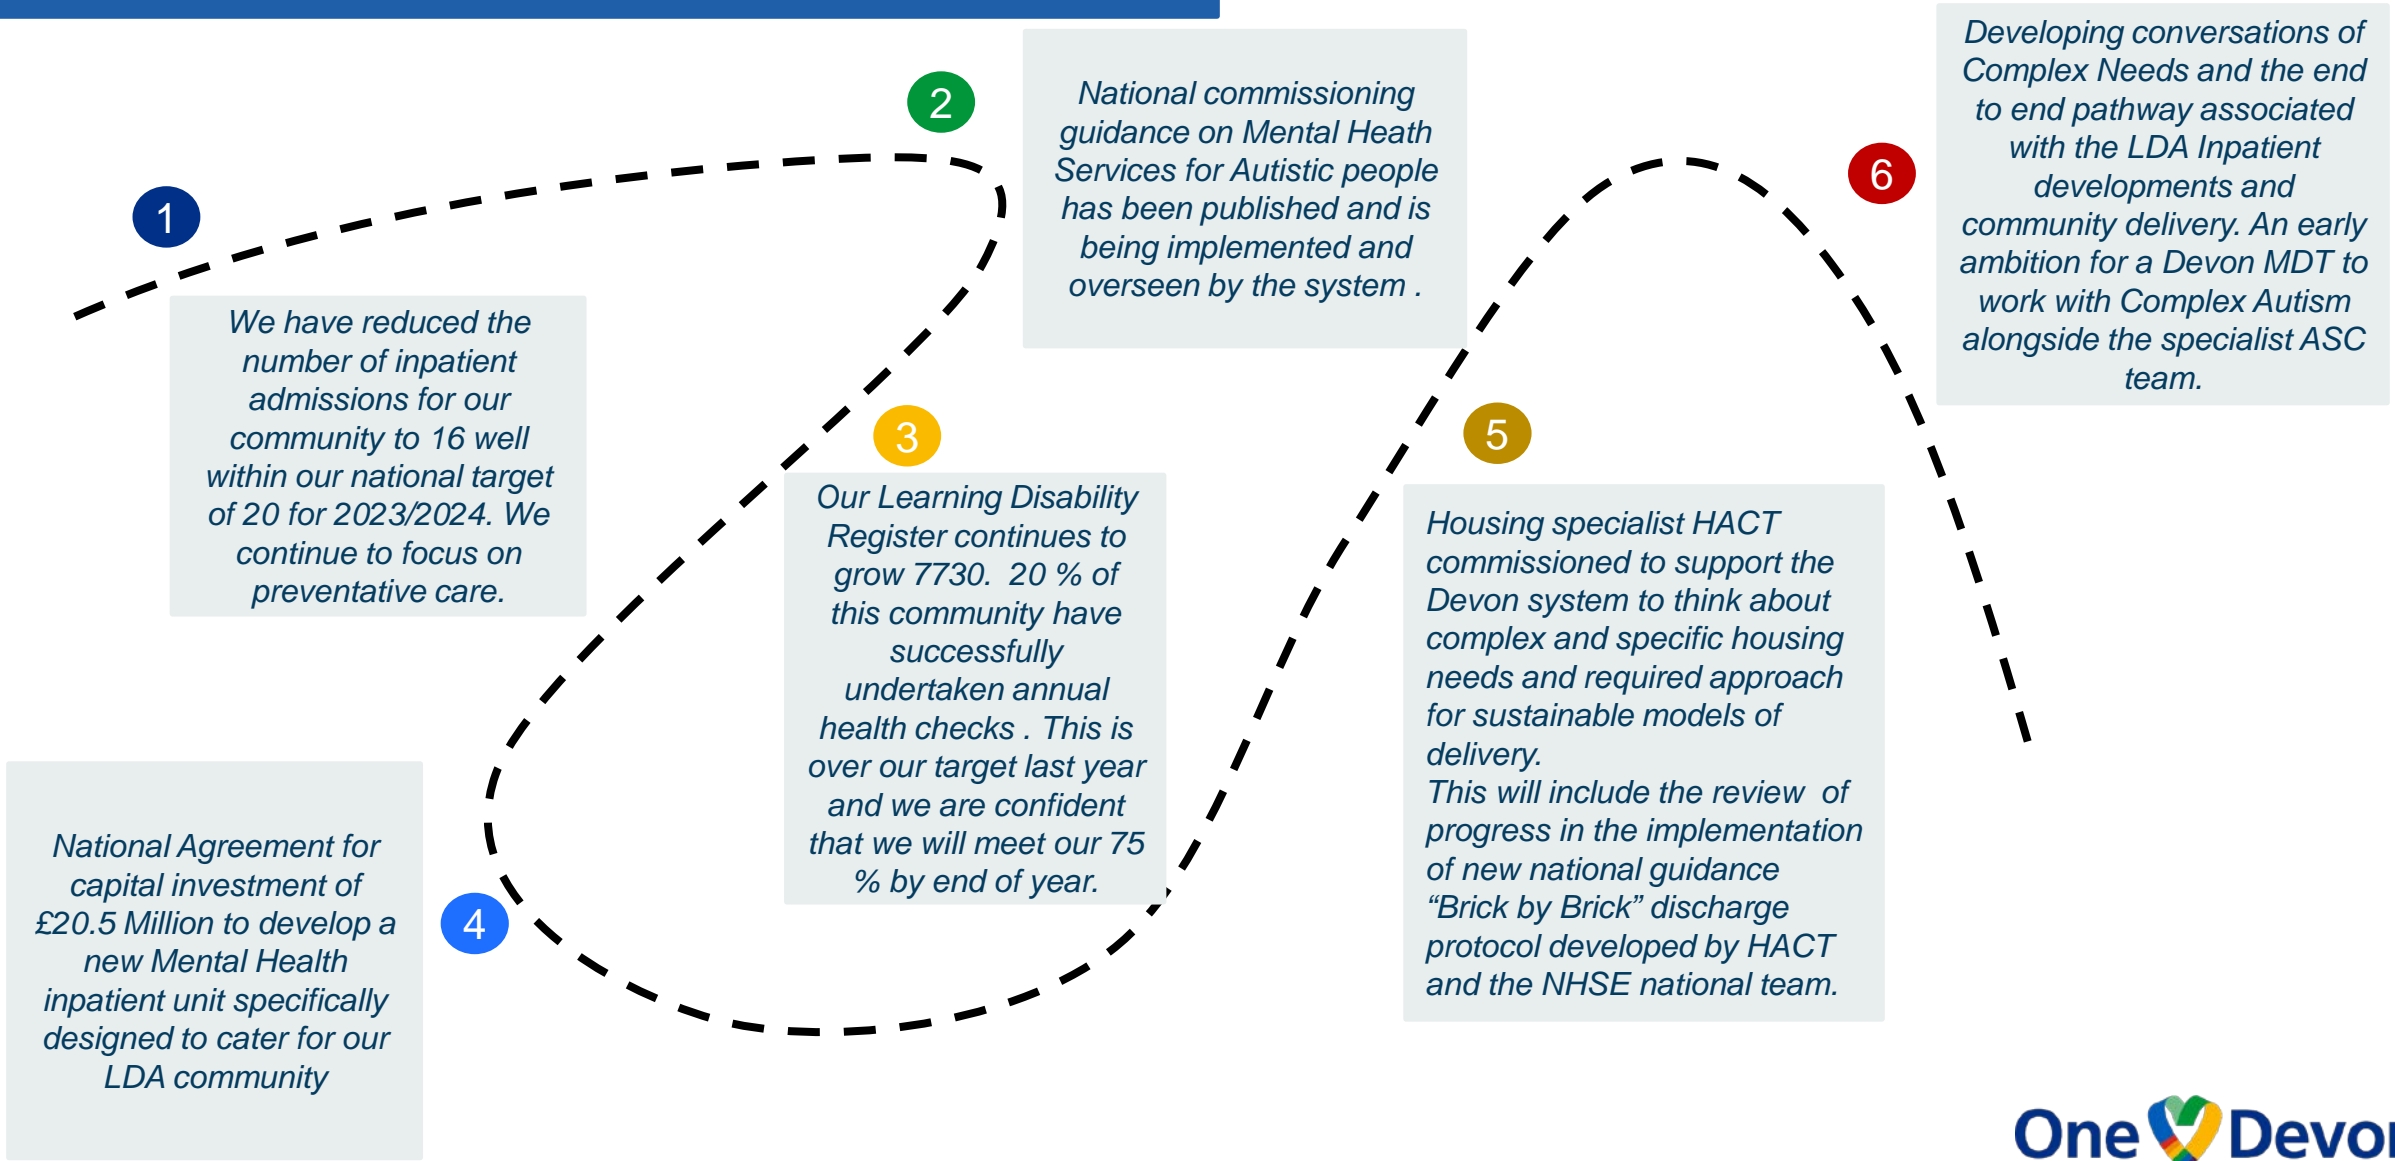 1
We have reduced the
number of inpatient
admissions for our
community to 16 well
within our national target
of 20 for 2023/2024. We
continue to focus on
preventative care.
2
National commissioning
guidance on Mental Heath
Services for Autistic people
has been published and is
being implemented and
overseen by the system .
3
Our Learning Disability
Register continues to
grow 7730.  20 % of
this community have
successfully
undertaken annual
health checks . This is
over our target last year
and we are confident
that we will meet our 75
% by end of year.
4
National Agreement for
capital investment of
£20.5 Million to develop a
new Mental Health
inpatient unit specifically
designed to cater for our
LDA community
5
Housing specialist HACT
commissioned to support the
Devon system to think about
complex and specific housing
needs and required approach
for sustainable models of
delivery.
This will include the review  of
progress in the implementation
of new national guidance
“Brick by Brick” discharge
protocol developed by HACT
and the NHSE national team.
6
Developing conversations of
Complex Needs and the end
to end pathway associated
with the LDA Inpatient
developments and
community delivery. An early
ambition for a Devon MDT to
work with Complex Autism
alongside the specialist ASC
team.
One Devon